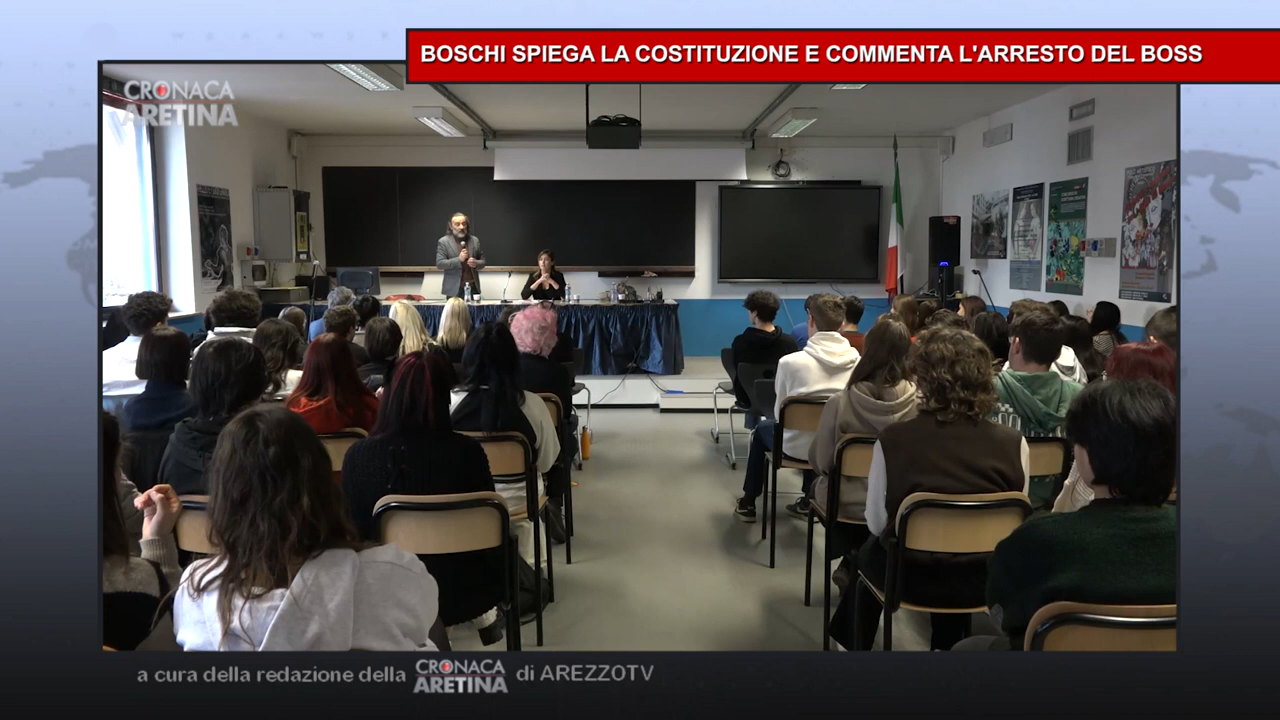 BOSCHI SPIEGA LA COSTITUZIONE E COMMENTA L'ARRESTO DEL BOSS
CRONACA
ARETINA
a cura della redazione della CRONACA ARETINA di AREZZOTV